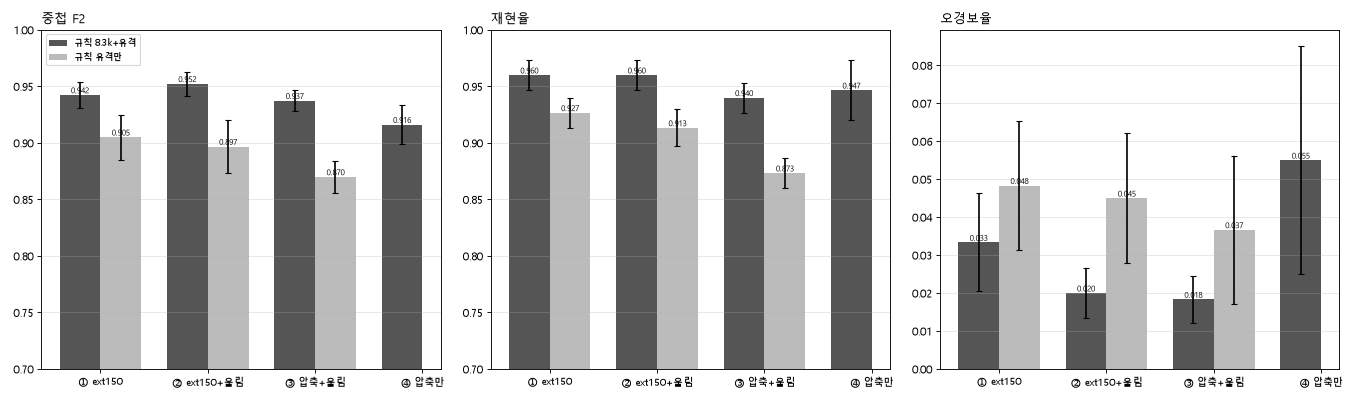 중첩 F2
1.00
0.95
0.90
0.85
0.80
0.75
0.70
규칙 83k+유격
규칙 유격만
0.942
0.905
0.952
0.897
0.937
0.870
0.916
① ext150
② ext150+울림
③ 압축+울림
④ 압축만
재현율
1.00
0.95
0.90
0.85
0.80
0.75
0.70
0.960
0.927
0.960
0.913
0.940
0.873
0.947
① ext150
② ext150+울림
③ 압축+울림
④ 압축만
오경보율
0.08
0.07
0.06
0.05
0.04
0.03
0.02
0.01
0.00
0.033
0.048
0.020
0.045
0.018
0.037
0.055
① ext150
② ext150+울림
③ 압축+울림
④ 압축만